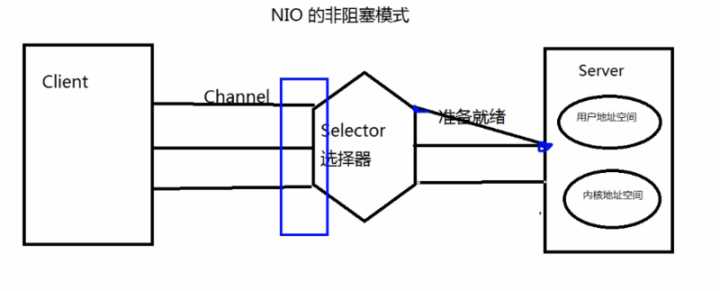 NIO 的非阻塞模式
Client
Channel
Selector
选择器
准备就绪
Server
用户地址空间
内核地址空间